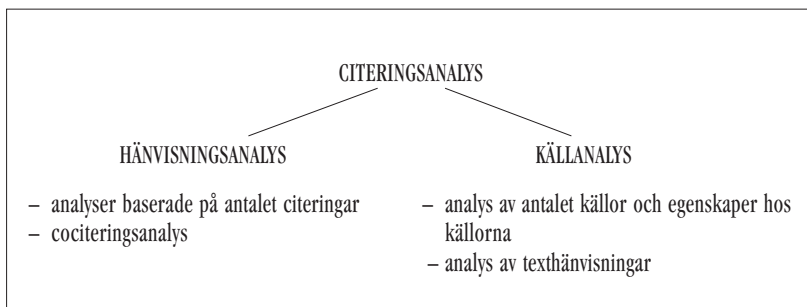 CITERINGSANALYS
HÄNVISNINGSANALYS
– analyser baserade på antalet citeringar
– cociteringsanalys
KÄLLANALYS
– analys av antalet källor och egenskaper hos
källorna
– analys av texthänvisningar